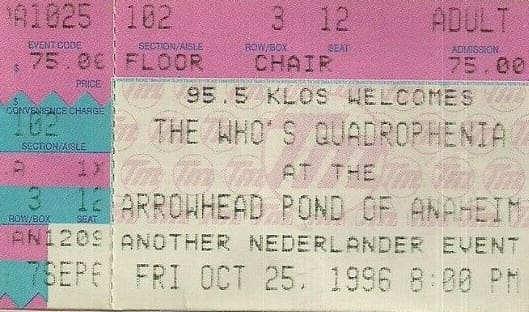 A1025 102 3 12 ADULT
EVENT CODE SECTION/AISLE ROW/BOX SEAT ADMISSION
$ 75.00 FLOOR CHAIR 75.00
PRICE
95.5 KLOS WELCOMES
$
CONVENIENCE CHARGE
102
THE WHO'S QUADROPHENIA
SECTION/AISLE
AT THE
A 1X
3 12
ARROWHEAD POND OF ANAHEIM
ROW/BOX SEAT
AN1209 ANOTHER NEDERLANDER EVENT
7SEP6 FRI OCT 25, 1996 8:00 PM